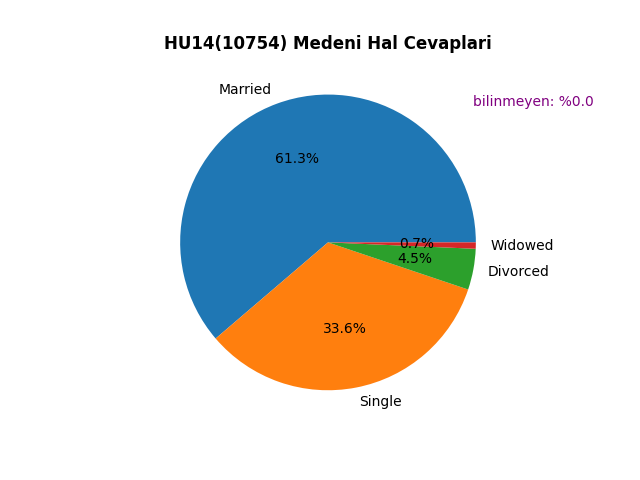 HU14(10754) Medeni Hal Cevaplari
Married
bilinmeyen: %0.0
61.3%
0.7%
Widowed
4.5%
Divorced
33.6%
Single